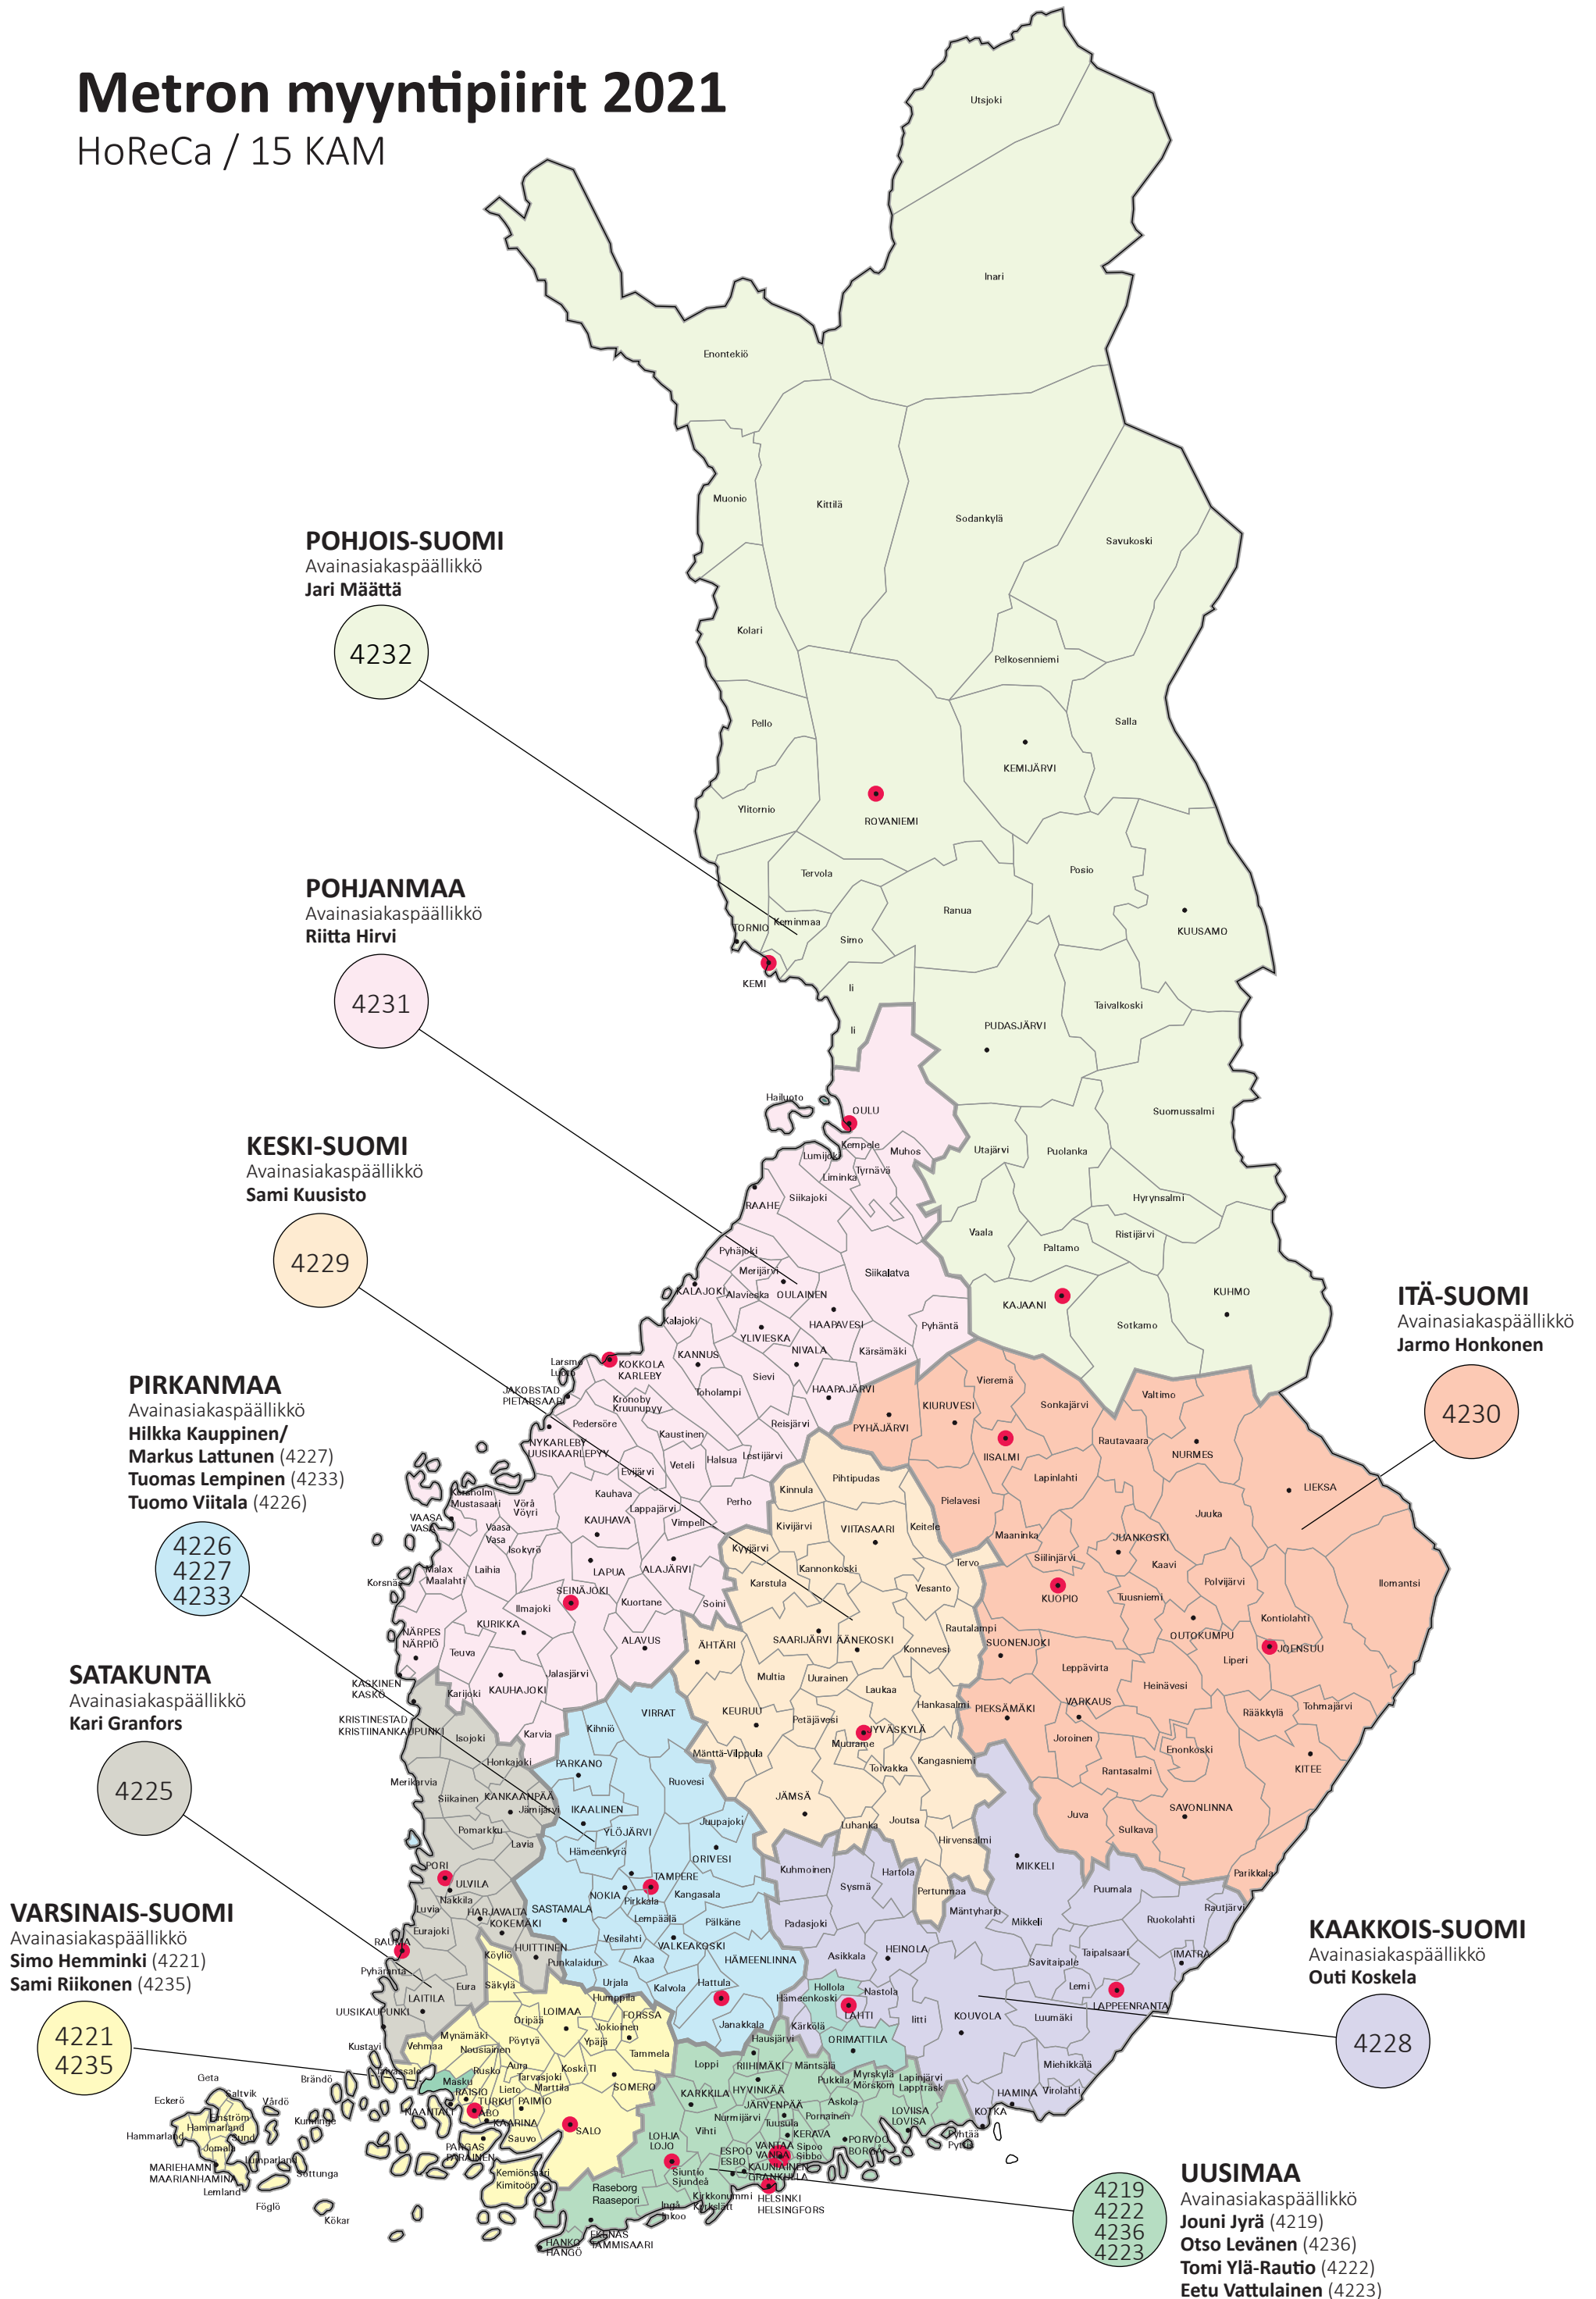 Metron myyntipiirit 2021
HoReCa / 15 KAM
POHJOIS-SUOMI
Avainasiakaspäällikkö
Jari Määttä
4232
POHJANMAA
Avainasiakaspäällikkö
Riitta Hirvi
4231
KESKI-SUOMI
Avainasiakaspäällikkö
Sami Kuusisto
4229
PIRKANMAA
Avainasiakaspäällikkö
Hilkka Kauppinen/
Markus Lattunen (4227)
Tuomas Lempinen (4233)
Tuomo Viitala (4226)
4226
4227
4233
SATAKUNTA
Avainasiakaspäällikkö
Kari Granfors
4225
VARSINAIS-SUOMI
Avainasiakaspäällikkö
Simo Hemminki (4221)
Sami Riikonen (4235)
4221
4235
ITÄ-SUOMI
Avainasiakaspäällikkö
Jarmo Honkonen
4230
KAAKKOIS-SUOMI
Avainasiakaspäällikkö
Outi Koskela
4228
UUSIMAA
Avainasiakaspäällikkö
Jouni Jyrä (4219)
Otso Levänen (4236)
Tomi Ylä-Rautio (4222)
Eetu Vattulainen (4223)
4219
4222
4236
4223
Utsjoki
Inari
Enontekiö
Muonio
Kittilä
Sodankylä
Savukoski
Kolari
Pelkosenniemi
Pello
Salla
KEMIJÄRVI
Ylitornio
ROVANIEMI
Tervola
Posio
Ranua
KUUSAMO
TORNIO
Keminmaa
Simo
KEMI
Ii
Ii
Taivalkoski
PUDASJÄRVI
Suomussalmi
Hailuoto
OULU
Kempele
Lumijoki
Muhos
Tyrnävä
Liminka
Utajärvi
Puolanka
RAAHE
Siikajoki
Hyrynsalmi
Vaala
Ristijärvi
Paltamo
Pyhäjoki
Merijärvi
Siikalatva
KALAJOKI
Alavieska
OULAINEN
KAJAANI
KUHMO
Sotkamo
Kalajoki
HAAPAVESI
YLIVIESKA
Pyhäntä
NIVALA
Kärsämäki
KANNUS
KOKKOLA
KARLEBY
Larsmo
Luoto
Sievi
Toholampi
HAAPAJÄRVI
JAKOBSTAD
PIETARSAARI
Kronoby
Kruunupyy
Reisjärvi
Pedersöre
Kaustinen
NYKARLEBY
UUSIKAARLEPYY
Lestijärvi
Halsua
Veteli
Evijärvi
Kauhava
Perho
Lappajärvi
Vimpeli
Korsholm
Mustasaari
Vörå
Vöyri
VAASA
VASA
Vaasa
Vasa
KAUHAVA
Isokyrö
Laihia
LAPUA
ALAJÄRVI
Malax
Maalahti
Korsnäs
SEINÄJOKI
Ilmajoki
Kuortane
Soini
KURIKKA
NÄRPES
NÄRPIÖ
Teuva
ALAVUS
Jalasjärvi
KASKINEN
KASKÖ
Karijoki
KAUHAJOKI
KRISTINESTAD
KRISTIINANKAUPUNKI
Isojoki
Karvia
Honkajoki
Vieremä
KIURUVESI
PYHÄJÄRVI
Sonkajärvi
Valtimo
IISALMI
Rautavaara
NURMES
Lapinlahti
LIEKSA
Pielavesi
Juuka
Maaninka
JUANKOSKI
Siilinjärvi
Kaavi
KUOPIO
Polvijärvi
Ilomantsi
Tuusniemi
Kontiolahti
OUTOKUMPU
JOENSUU
Liperi
SUONENJOKI
Leppävirta
Heinävesi
VARKAUS
PIEKSÄMÄKI
Rääkkylä
Tohmajärvi
Joroinen
Enonkoski
Rantasalmi
KITEE
SAVONLINNA
Juva
Sulkava
Parikkala
Kinnula
Pihtipudas
Kivijärvi
VIITASAARI
Keitele
Kyyjärvi
Kannonkoski
Tervo
Karstula
Vesanto
Rautalampi
SAARIJÄRVI
ÄÄNEKOSKI
Konnevesi
ÄHTÄRI
Multia
Uurainen
Laukaa
Hankasalmi
KEURUU
Petäjävesi
JYVÄSKYLÄ
Muurame
Toivakka
Kangasniemi
Mänttä-Vilppula
JÄMSÄ
Luhanka
Joutsa
Hirvensalmi
Pertunmaa
Kihniö
VIRRAT
PARKANO
Ruovesi
IKAALINEN
YLÖJÄRVI
Juupajoki
Hämeenkyrö
ORIVESI
TAMPERE
NOKIA
Pirkkala
Kangasala
SASTAMALA
Lempäälä
Pälkäne
Vesilahti
VALKEAKOSKI
Akaa
HÄMEENLINNA
Punkalaidun
Urjala
Kalvola
Hattula
Janakkala
Merikarvia
Siikainen
KANKAANPÄÄ
Jämijärvi
Pomarkku
Lavia
PORI
ULVILA
Nakkila
Luvia
HARJAVALTA
KOKEMÄKI
Eurajoki
RAUMA
HUITTINEN
Köyliö
Pyhäranta
Eura
Säkylä
LAITILA
UUSIKAUPUNKI
Humppila
LOIMAA
FORSSA
Oripää
Jokioinen
Ypäjä
Mynämäki
Pöytyä
Vehmaa
Nousiainen
Tammela
Kustavi
Taivassalo
Aura
Koski Tl
Rusko
Tarvasjoki
Marttila
Masku
Lieto
SOMERO
RAISIO
TURKU
ÅBO
PAIMIO
NAANTALI
KAARINA
Sauvo
SALO
PARGAS
PARAINEN
Kemiönsaari
Kimitoön
Geta
Saltvik
Brändö
Eckerö
Vårdö
Finström
Hammarland
Sund
Kumlinge
Hammarland
Jomala
Lumparland
MARIEHAMN
MAARIANHAMINA
Sottunga
Lemland
Föglö
Kökar
Kuhmoinen
Hartola
MIKKELI
Sysmä
Puumala
Mäntyharju
Mikkeli
Ruokolahti
Rautjärvi
Padasjoki
Asikkala
HEINOLA
Taipalsaari
IMATRA
Savitaipale
Lemi
LAPPEENRANTA
Hollola
Nastola
Hämeenkoski
LAHTI
Iitti
KOUVOLA
Luumäki
Kärkölä
ORIMATTILA
Miehikkälä
HAMINA
Virolahti
KOTKA
Pyhtää
Pyttis
Hausjärvi
Loppi
RIIHIMÄKI
Mäntsälä
Pukkila
Myrskylä
Mörskom
Lapinjärvi
Lappträsk
KARKKILA
HYVINKÄÄ
JÄRVENPÄÄ
Askola
Pornainen
LOVIISA
LOVISA
Nurmijärvi
Tuusula
Vihti
KERAVA
LOHJA
LOJO
VANTAA
VANDA
Sipoo
Sibbo
PORVOO
BORGÅ
ESPOO
ESBO
KAUNIAINEN
GRANKULLA
Siuntio
Sjundeå
Raseborg
Raasepori
Kirkkonummi
Kyrkslätt
HELSINKI
HELSINGFORS
Ingå
Inkoo
EKENÄS
TAMMISAARI
HANKO
HANGÖ